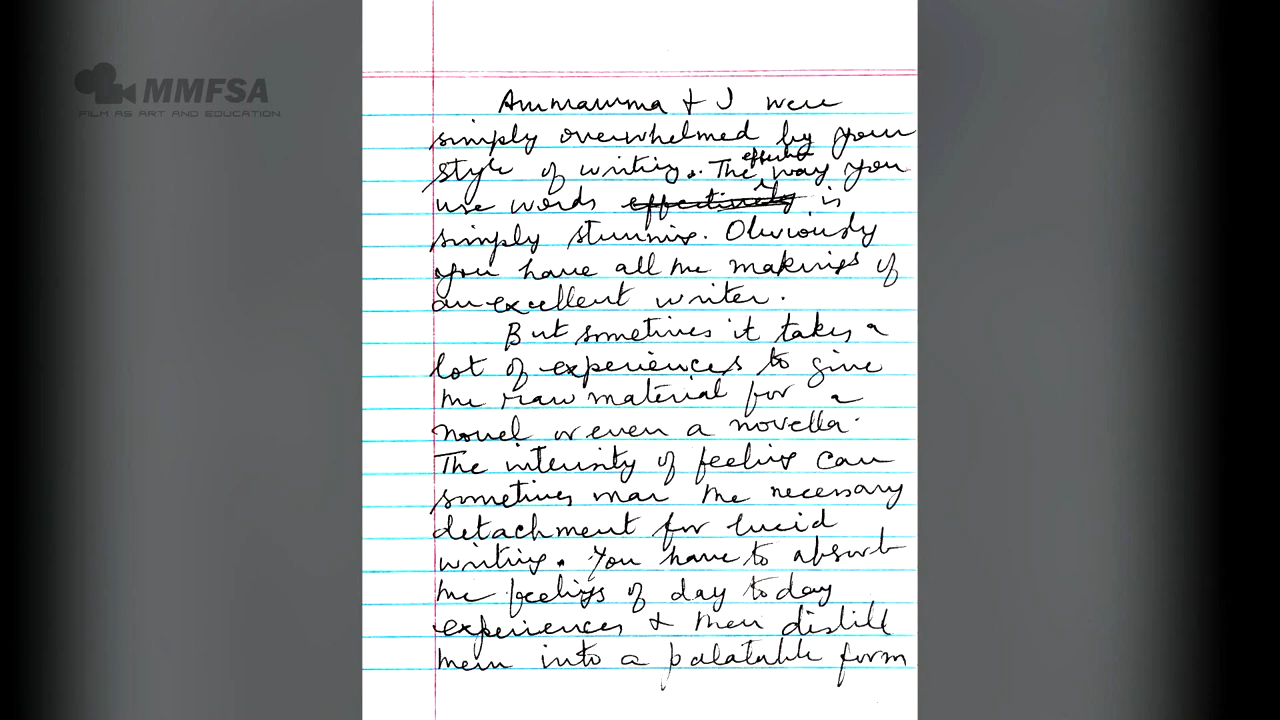 MMFSA
FILM AS ART AND EDUCATION
Ammamma & I were
simply overwhelmed by your
style of writing. The effective way you
use words effectively is
simply stunning. Obviously
you have all the makings of
an excellent writer.
But sometimes it takes a
lot of experiences to give
the raw material for a
novel or even a novella.
The intensity of feeling can
sometimes mar the necessary
detachment for lucid
writing. You have to absorb
the feelings of day today
experiences & then distill
them into a palatable form